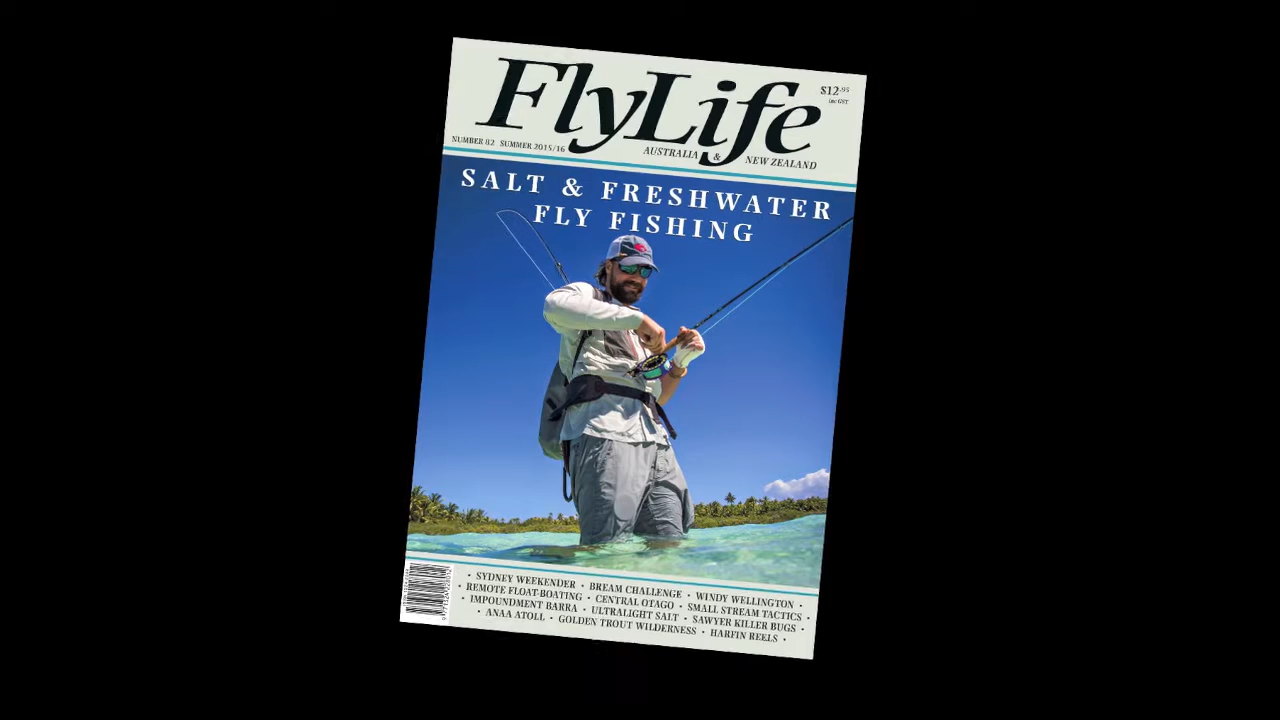 FlyLife
$12.95
inc GST
NUMBER 82 SUMMER 2015/16
AUSTRALIA & NEW ZEALAND
SALT & FRESHWATER
FLY FISHING
• SYDNEY WEEKENDER • BREAM CHALLENGE • WINDY WELLINGTON •
• REMOTE FLOAT-BOATING • CENTRAL OTAGO • SMALL STREAM TACTICS •
• IMPOUNDMENT BARRA • ULTRALIGHT SALT • SAWYER KILLER BUGS •
• ANAA ATOLL • GOLDEN TROUT WILDERNESS • HARFIN REELS •